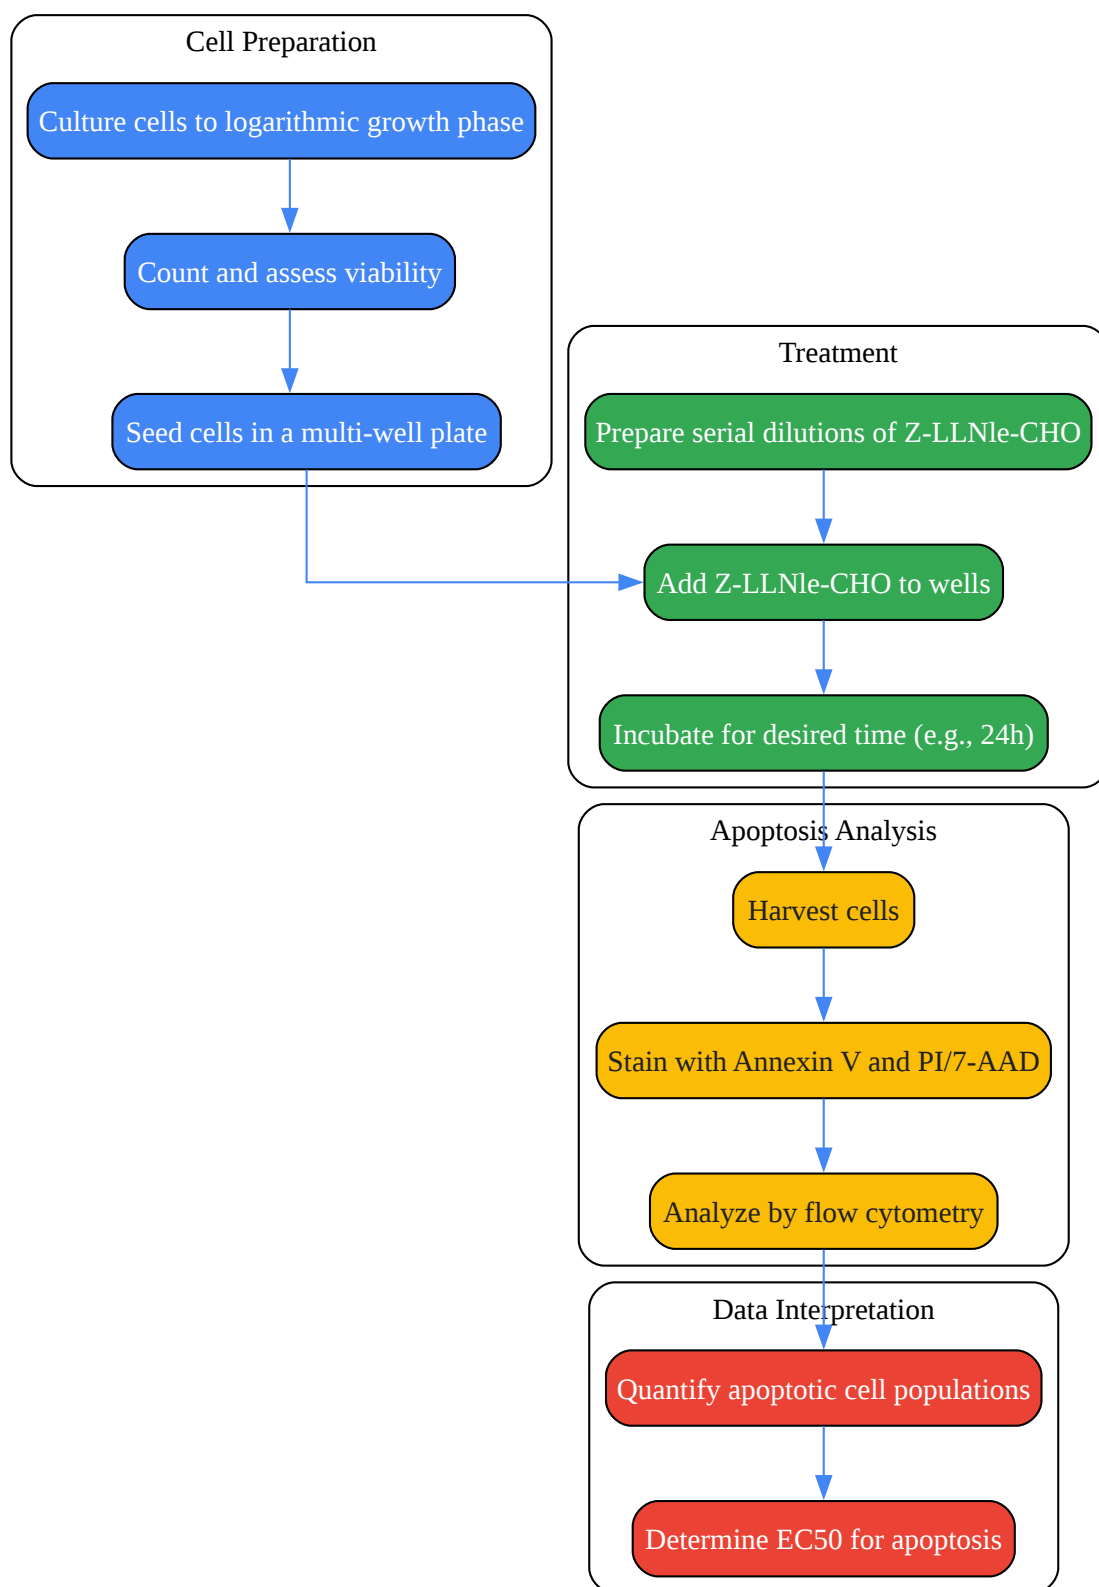 Cell Preparation
Culture cells to logarithmic growth phase
Count and assess viability
Seed cells in a multi-well plate
Treatment
Prepare serial dilutions of Z-LLNle-CHO
Add Z-LLNle-CHO to wells
Incubate for desired time (e.g., 24h)
Apoptosis Analysis
Harvest cells
Stain with Annexin V and PI/7-AAD
Analyze by flow cytometry
Data Interpretation
Quantify apoptotic cell populations
Determine EC50 for apoptosis